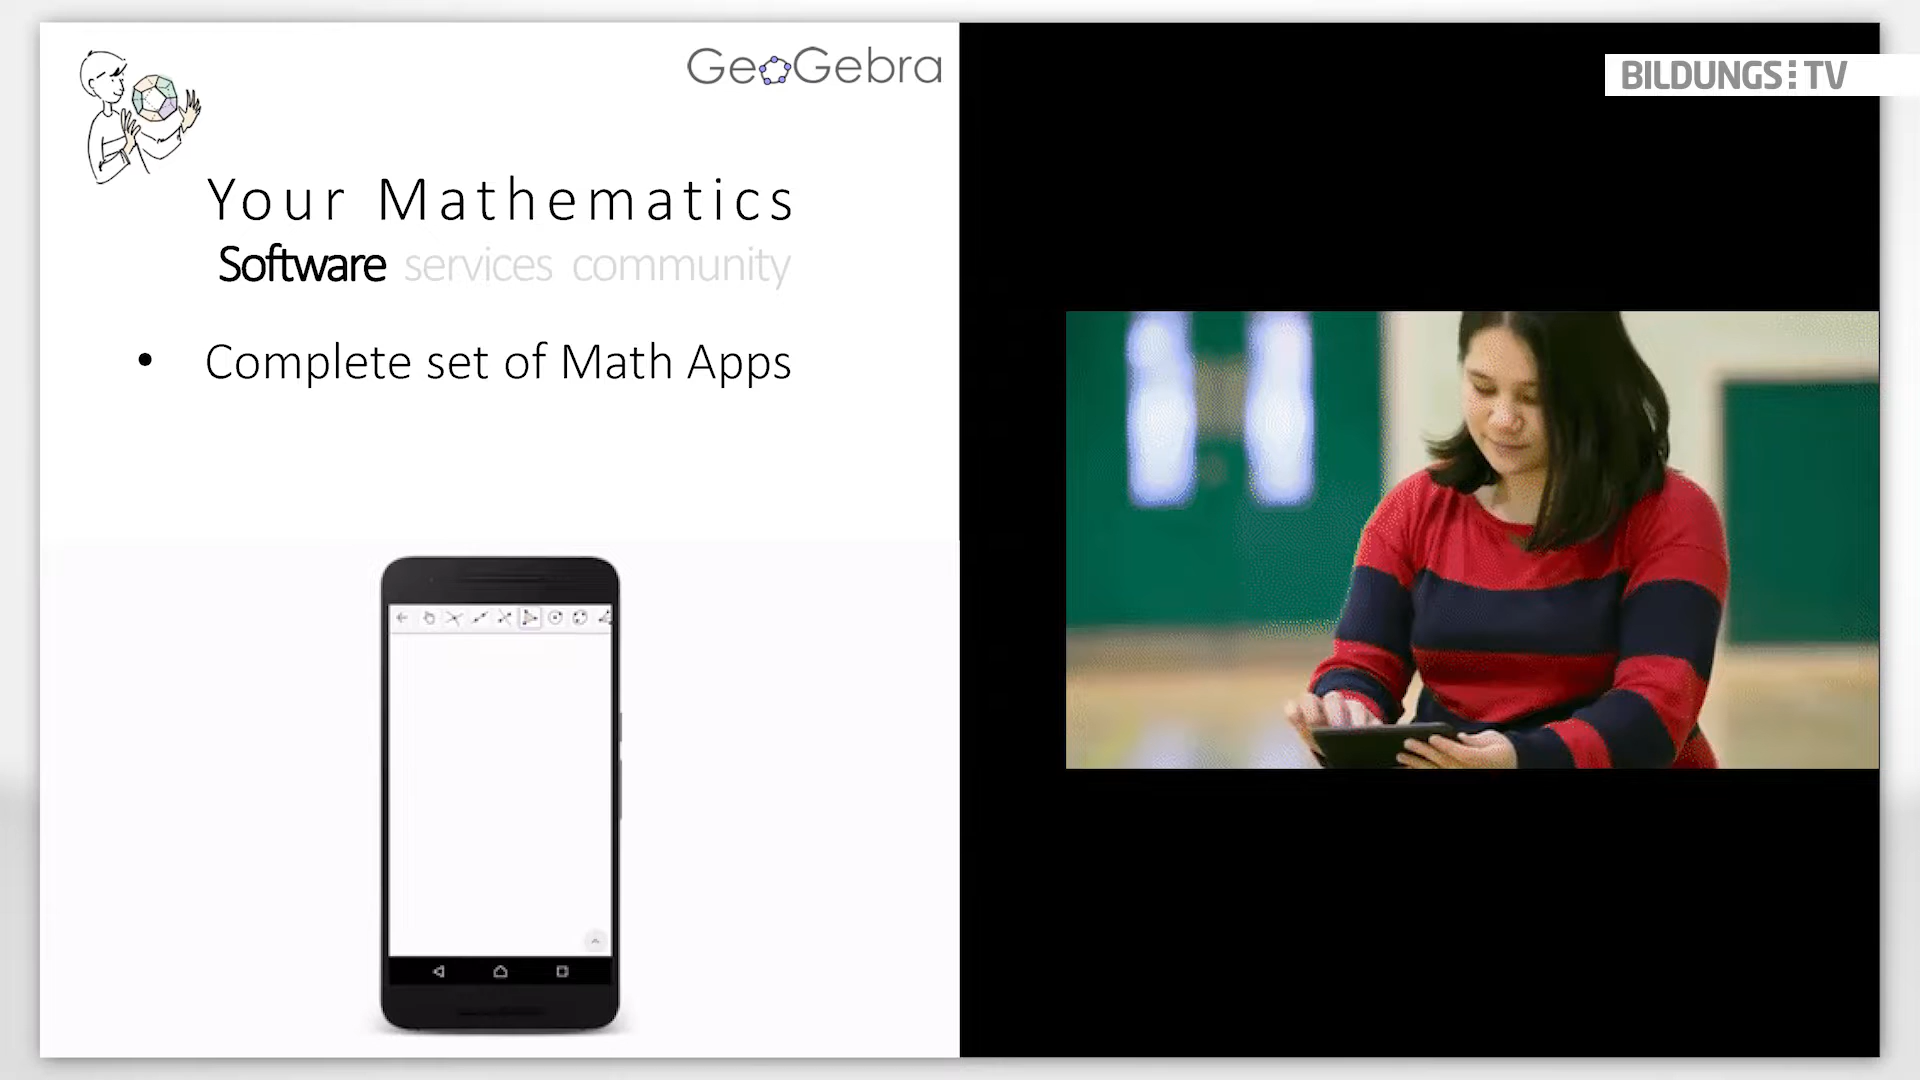 GeoGebra
BILDUNGS:TV
Your Mathematics
Software services community
• Complete set of Math Apps